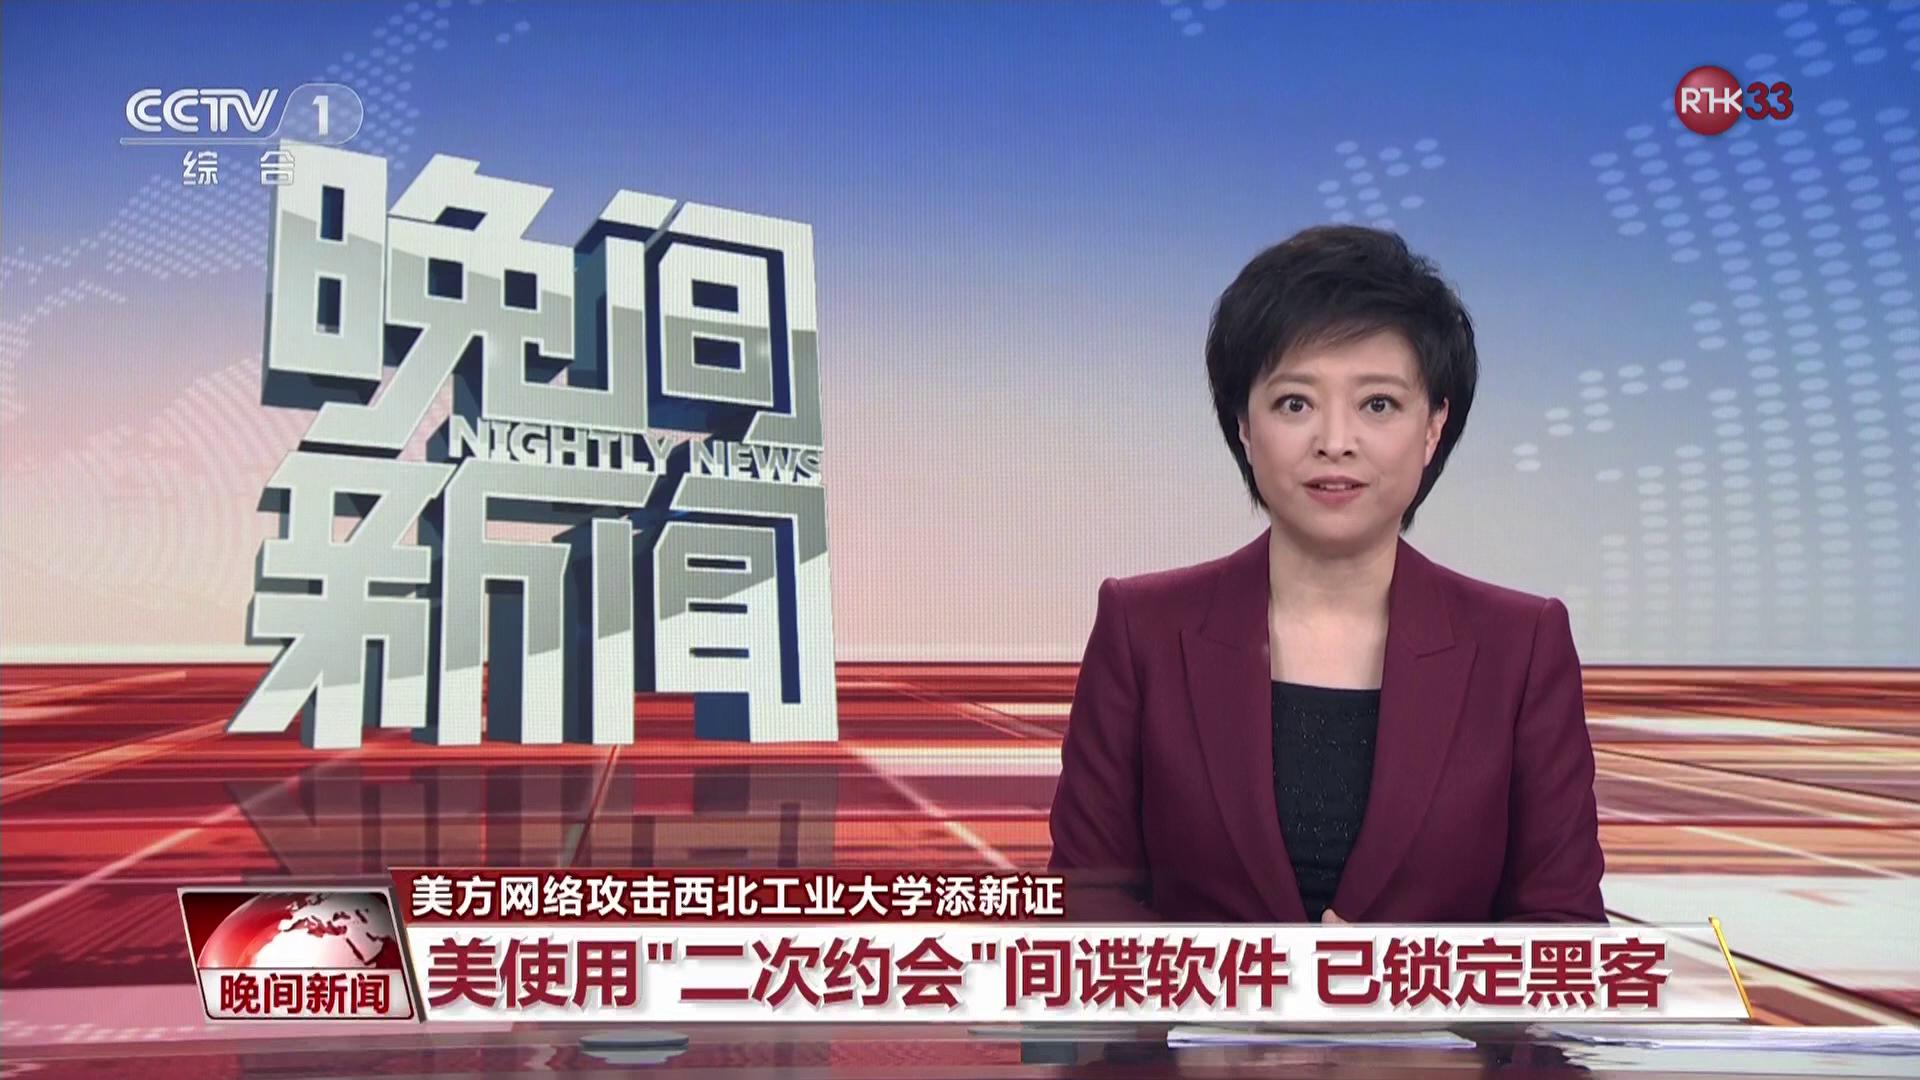 CCTV 1
综合
RTHK 33
晚间
NIGHTLY NEWS
新闻
美方网络攻击西北工业大学添新证
美使用"二次约会"间谍软件 已锁定黑客
晚间新闻